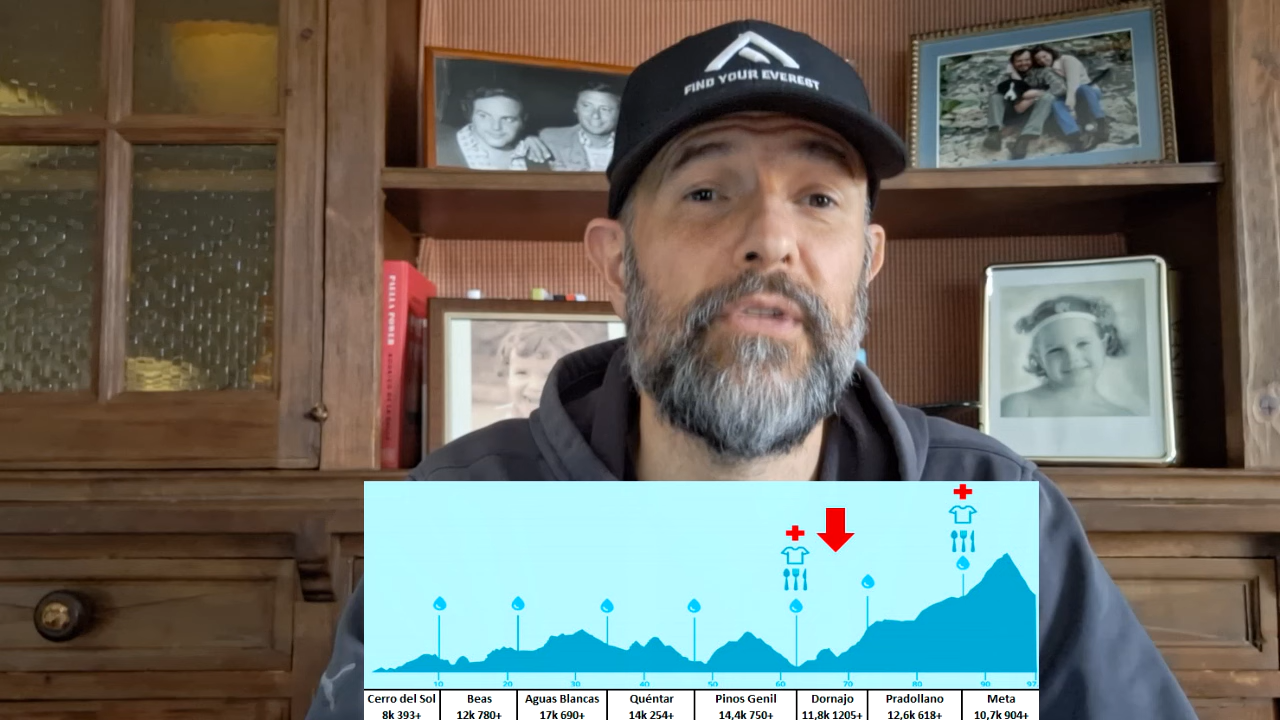 FIND YOUR EVEREST
PAELLA POWER
10 20 30 40 50 60 70 80 90 97
Cerro del Sol Beas Aguas Blancas Quéntar Pinos Genil Dornajo Pradollano Meta
8k 393+ 12k 780+ 17k 690+ 14k 254+ 14,4k 750+ 11,8k 1205+ 12,6k 618+ 10,7k 904+